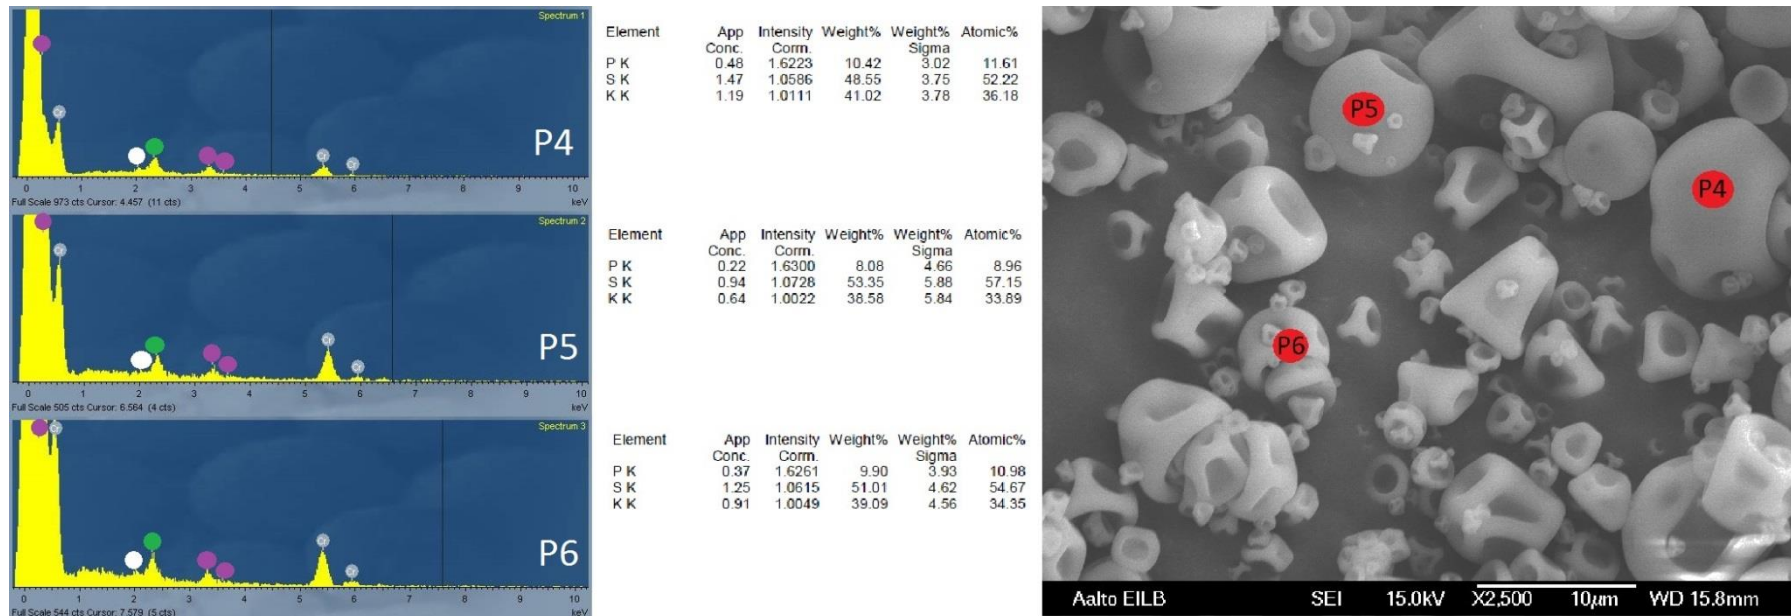 Spectrum 1
Cr
P4
Cr
Cr
0 1 2 3 4 5 6 7 8 9 10
Full Scale 973 cts Cursor: 4.457 (11 cts) keV
Element App Conc. Intensity Corrn. Weight% Weight% Sigma Atomic%
P K 0.48 1.6223 10.42 3.02 11.61
S K 1.47 1.0586 48.55 3.75 52.22
K K 1.19 1.0111 41.02 3.78 36.18
Spectrum 2
Cr
P5
Cr
Cr
0 1 2 3 4 5 6 7 8 9 10
Full Scale 505 cts Cursor: 6.564 (4 cts) keV
Element App Conc. Intensity Corrn. Weight% Weight% Sigma Atomic%
P K 0.22 1.6300 8.08 4.66 8.96
S K 0.94 1.0728 53.35 5.88 57.15
K K 0.64 1.0022 38.58 5.84 33.89
Spectrum 3
Cr
P6
Cr
Cr
0 1 2 3 4 5 6 7 8 9 10
Full Scale 544 cts Cursor: 7.579 (5 cts) keV
Element App Conc. Intensity Corrn. Weight% Weight% Sigma Atomic%
P K 0.37 1.6261 9.90 3.93 10.98
S K 1.25 1.0615 51.01 4.62 54.67
K K 0.91 1.0049 39.09 4.56 34.35
P5
P4
P6
Aalto EILB SEI 15.0kV X2,500 10µm WD 15.8mm